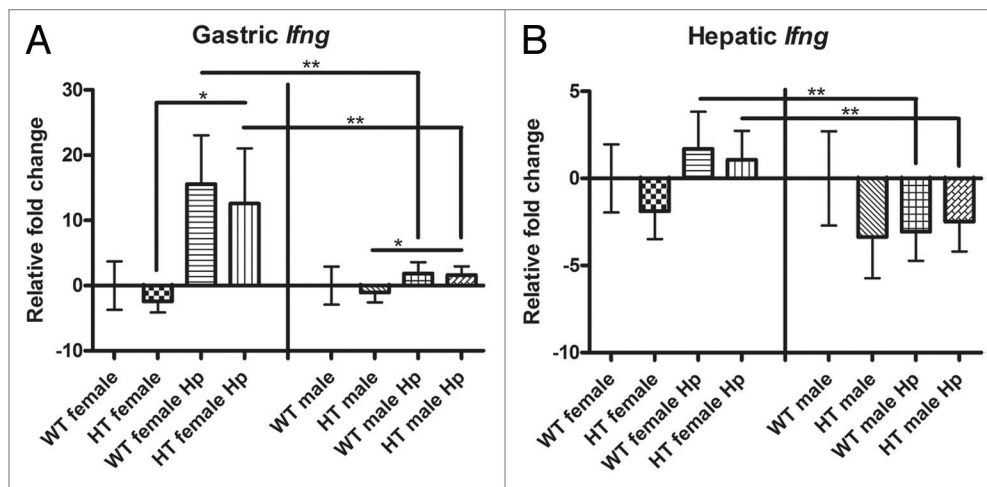 A
Gastric Ifng
Relative fold change
30
20
10
0
-10
**
*
**
*
WT female
HT female
WT female Hp
HT female Hp
WT male
HT male
WT male Hp
HT male Hp
B
Hepatic Ifng
Relative fold change
5
0
-5
-10
**
**
WT female
HT female
WT female Hp
HT female Hp
WT male
HT male
WT male Hp
HT male Hp